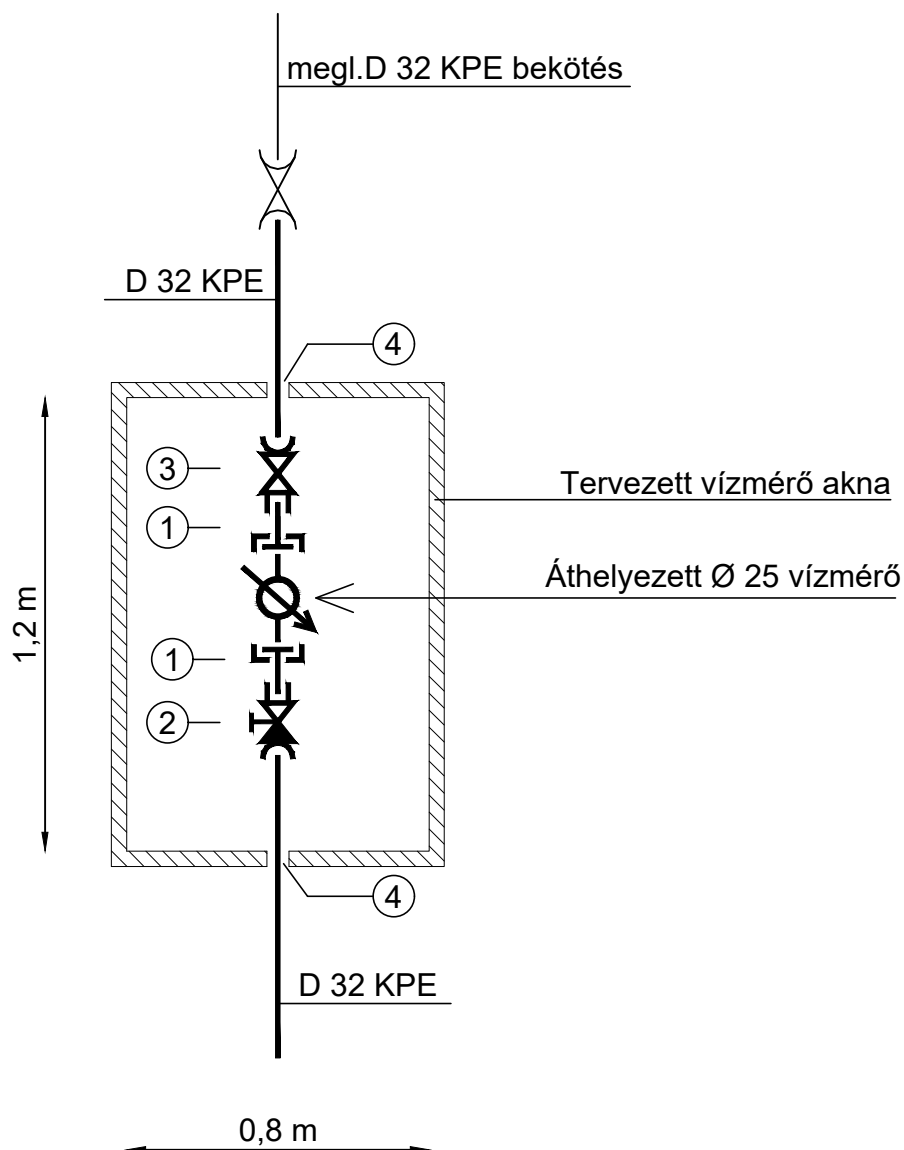 megl.D 32 KPE bekötés
D 32 KPE
4
3
Tervezett vízmérő akna
1
Áthelyezett Ø 25 vízmérő
1,2 m
1
2
4
D 32 KPE
0,8 m